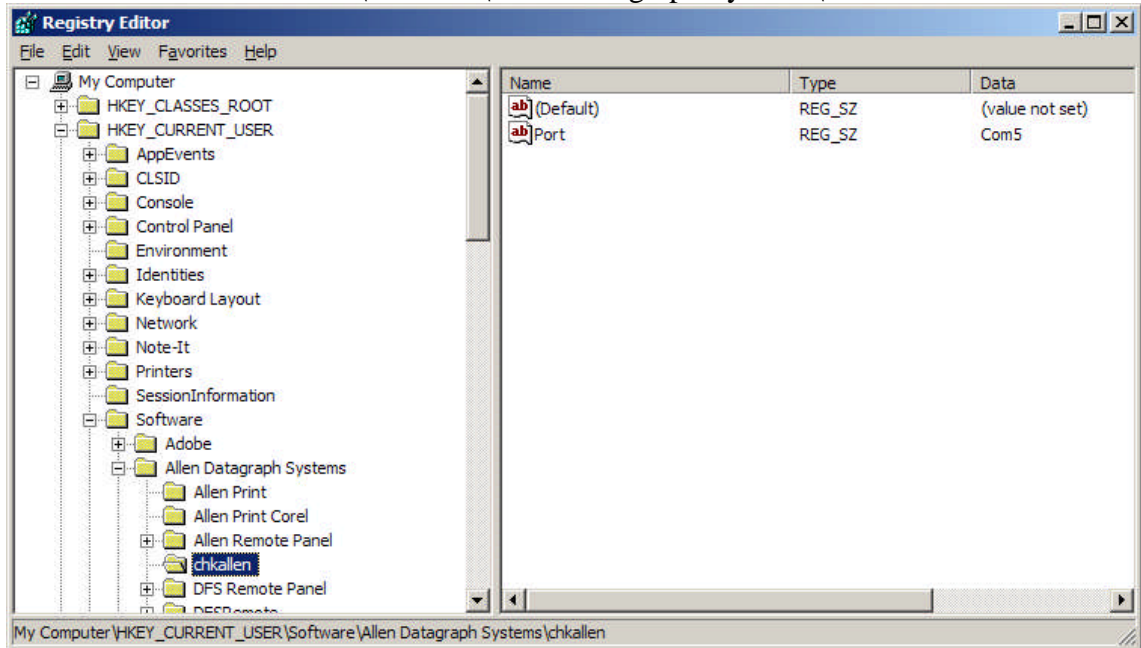 Registry Editor
File Edit View Favorites Help
My Computer
HKEY_CLASSES_ROOT
HKEY_CURRENT_USER
AppEvents
CLSID
Console
Control Panel
Environment
Identities
Keyboard Layout
Network
Note-It
Printers
SessionInformation
Software
Adobe
Allen Datagraph Systems
Allen Print
Allen Print Corel
Allen Remote Panel
chkallen
DFS Remote Panel
DFSRemote
Name Type Data
ab (Default) REG_SZ (value not set)
ab Port REG_SZ Com5
My Computer\HKEY_CURRENT_USER\Software\Allen Datagraph Systems\chkallen